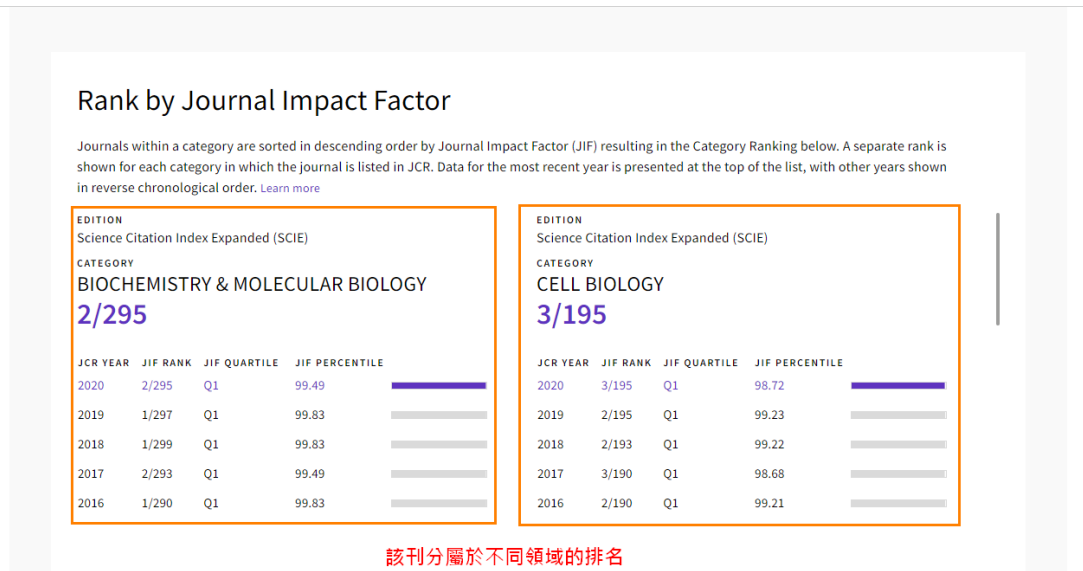 Rank by Journal Impact Factor
Journals within a category are sorted in descending order by Journal Impact Factor (JIF) resulting in the Category Ranking below. A separate rank is
shown for each category in which the journal is listed in JCR. Data for the most recent year is presented at the top of the list, with other years shown
in reverse chronological order. Learn more
EDITION
Science Citation Index Expanded (SCIE)
CATEGORY
BIOCHEMISTRY & MOLECULAR BIOLOGY
2/295
JCR YEAR JIF RANK JIF QUARTILE JIF PERCENTILE
2020 2/295 Q1 99.49
2019 1/297 Q1 99.83
2018 1/299 Q1 99.83
2017 2/293 Q1 99.49
2016 1/290 Q1 99.83
EDITION
Science Citation Index Expanded (SCIE)
CATEGORY
CELL BIOLOGY
3/195
JCR YEAR JIF RANK JIF QUARTILE JIF PERCENTILE
2020 3/195 Q1 98.72
2019 2/195 Q1 99.23
2018 2/193 Q1 99.22
2017 3/190 Q1 98.68
2016 2/190 Q1 99.21
該刊分屬於不同領域的排名